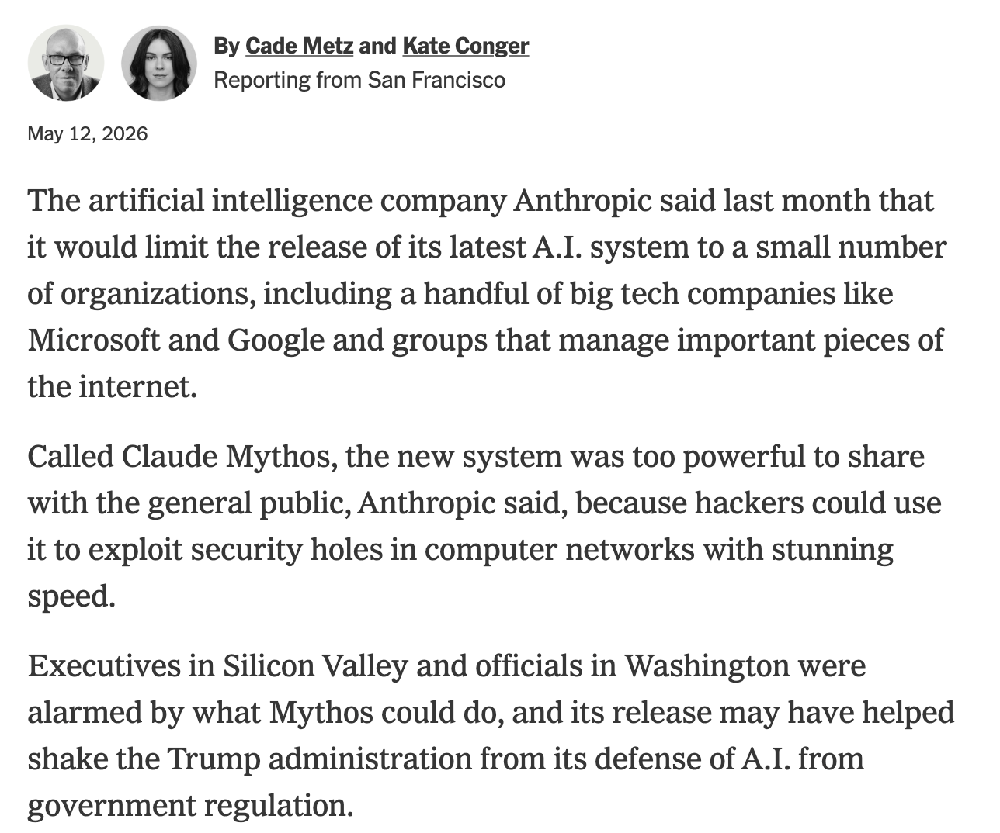 By Cade Metz and Kate Conger
Reporting from San Francisco
May 12, 2026
The artificial intelligence company Anthropic said last month that
it would limit the release of its latest A.I. system to a small number
of organizations, including a handful of big tech companies like
Microsoft and Google and groups that manage important pieces of
the internet.
Called Claude Mythos, the new system was too powerful to share
with the general public, Anthropic said, because hackers could use
it to exploit security holes in computer networks with stunning
speed.
Executives in Silicon Valley and officials in Washington were
alarmed by what Mythos could do, and its release may have helped
shake the Trump administration from its defense of A.I. from
government regulation.